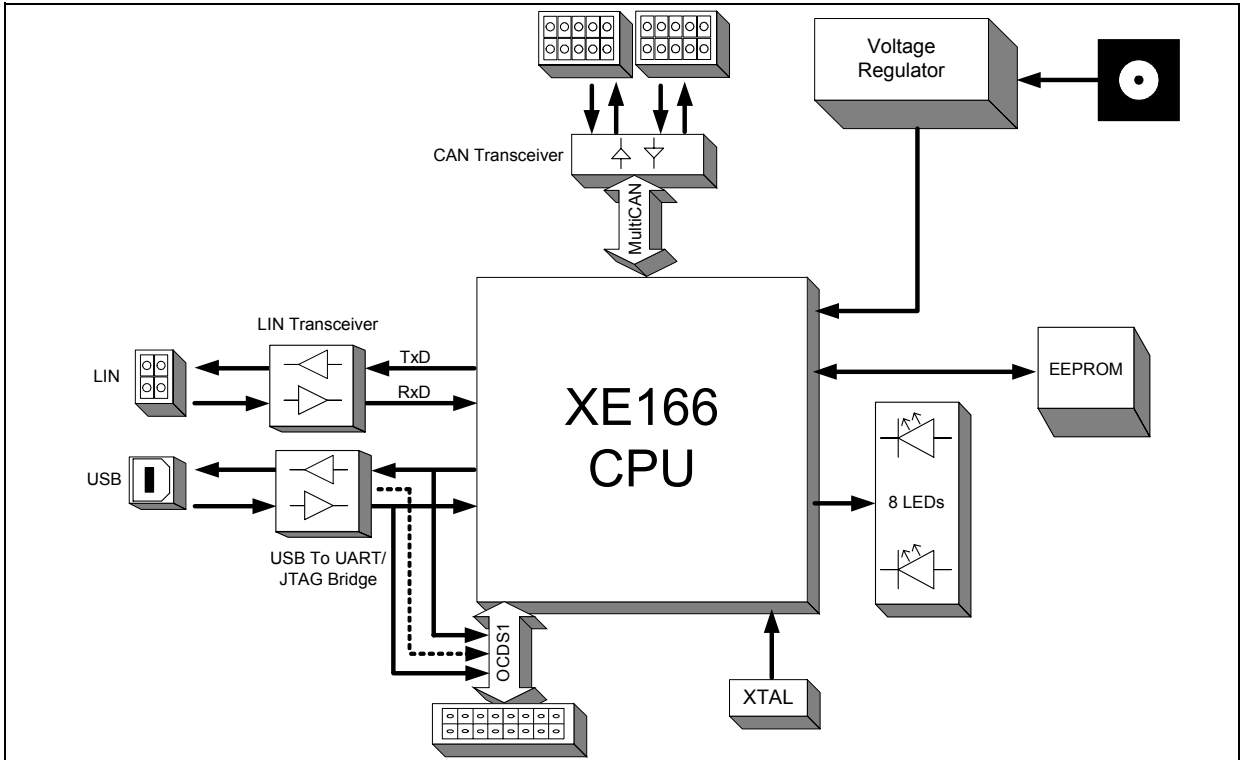 Voltage
Regulator
CAN Transceiver
MultiCAN
LIN Transceiver
TxD
LIN
RxD
EEPROM
XE166
CPU
USB
8 LEDs
USB To UART/
JTAG Bridge
OCDS1
XTAL